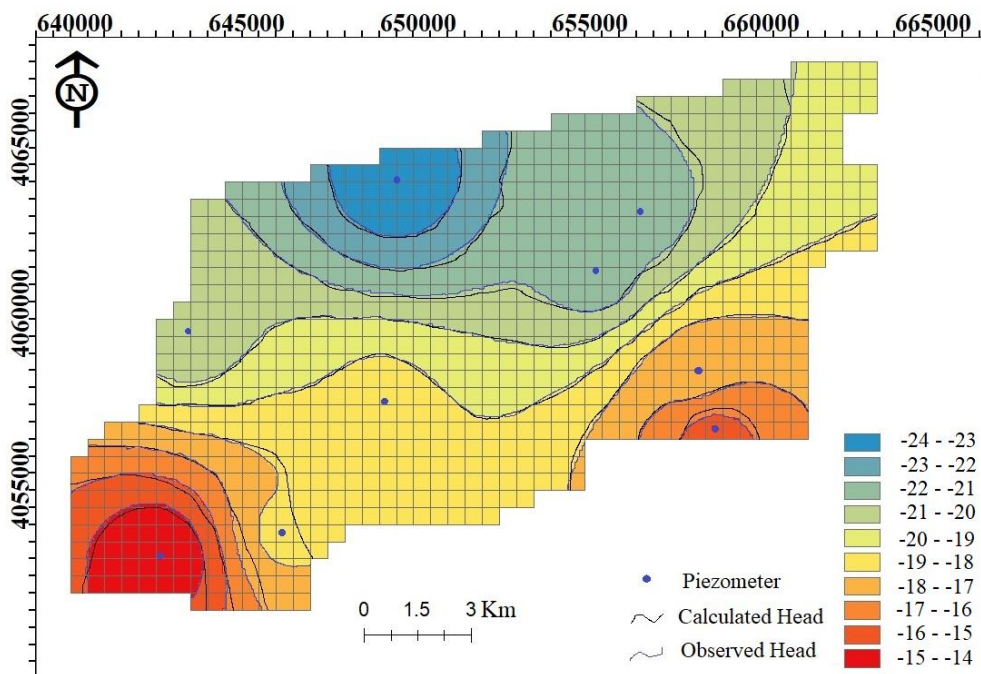 640000 645000 650000 655000 660000 665000
N
4065000
4060000
4055000
-24 - -23
-23 - -22
-22 - -21
-21 - -20
-20 - -19
-19 - -18
-18 - -17
-17 - -16
-16 - -15
-15 - -14
Piezometer
Calculated Head
Observed Head
0 1.5 3 Km